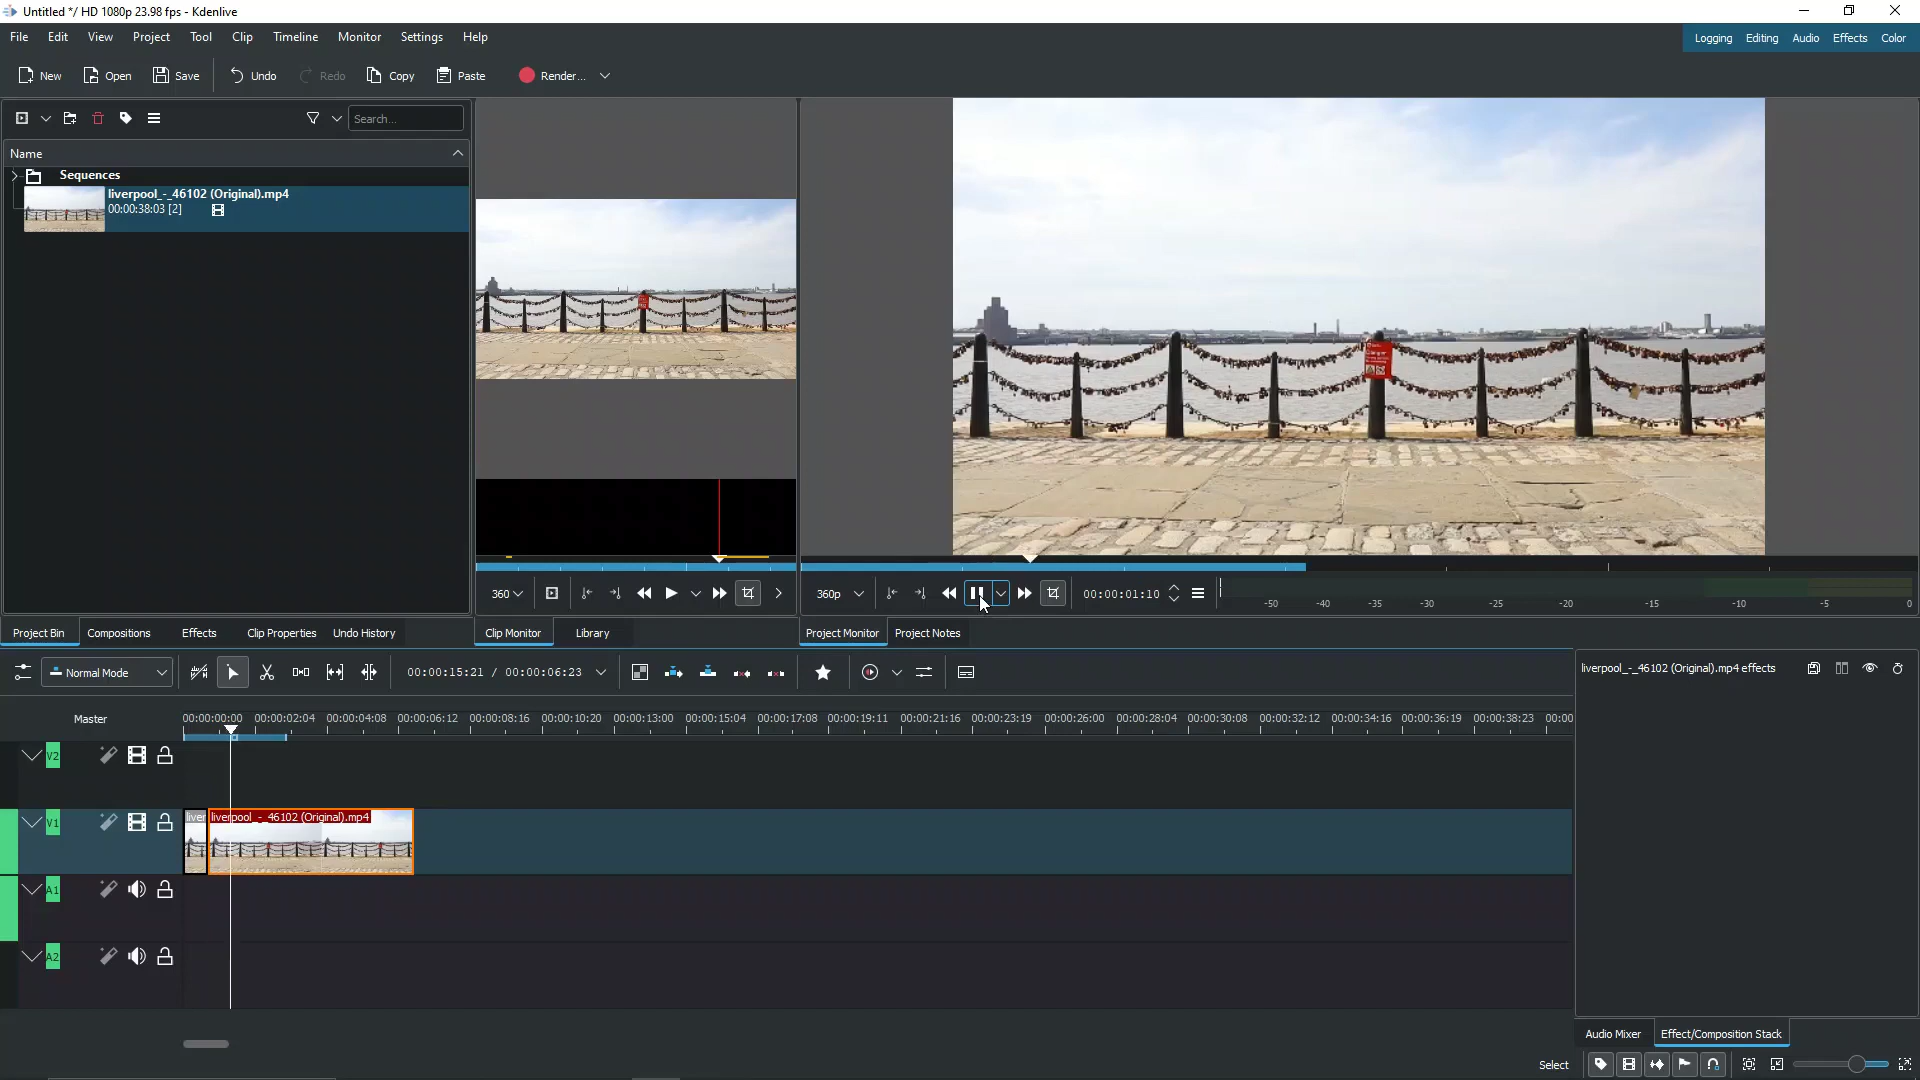 Untitled */ HD 1080p 23.98 fps - Kdenlive
File Edit View Project Tool Clip Timeline Monitor Settings Help
Logging Editing Audio Effects Color
New Open Save Undo Redo Copy Paste Render...
Search...
Name
Sequences
liverpool_-_46102 (Original).mp4
00:00:38:03 [2]
360
360p 00:00:01:10
-50 -40 -30 -20 -10 -5 0
Project Bin Compositions Effects Clip Properties Undo History
Clip Monitor Library
Project Monitor Project Notes
Normal Mode 00:00:15:21 / 00:00:06:23
liverpool_-_46102 (Original).mp4 effects
Master 00:00:00:00 00:00:02:04 00:00:04:08 00:00:06:12 00:00:08:16 00:00:10:20 00:00:13:00 00:00:15:04 00:00:17:08 00:00:19:11 00:00:21:16 00:00:23:19 00:00:26:00 00:00:28:04 00:00:30:08 00:00:32:12 00:00:34:16 00:00:36:19 00:00:38:23 00:00
V2
V1 liver liverpool_-_46102 (Original).mp4
A1
A2
Audio Mixer Effect/Composition Stack
Select